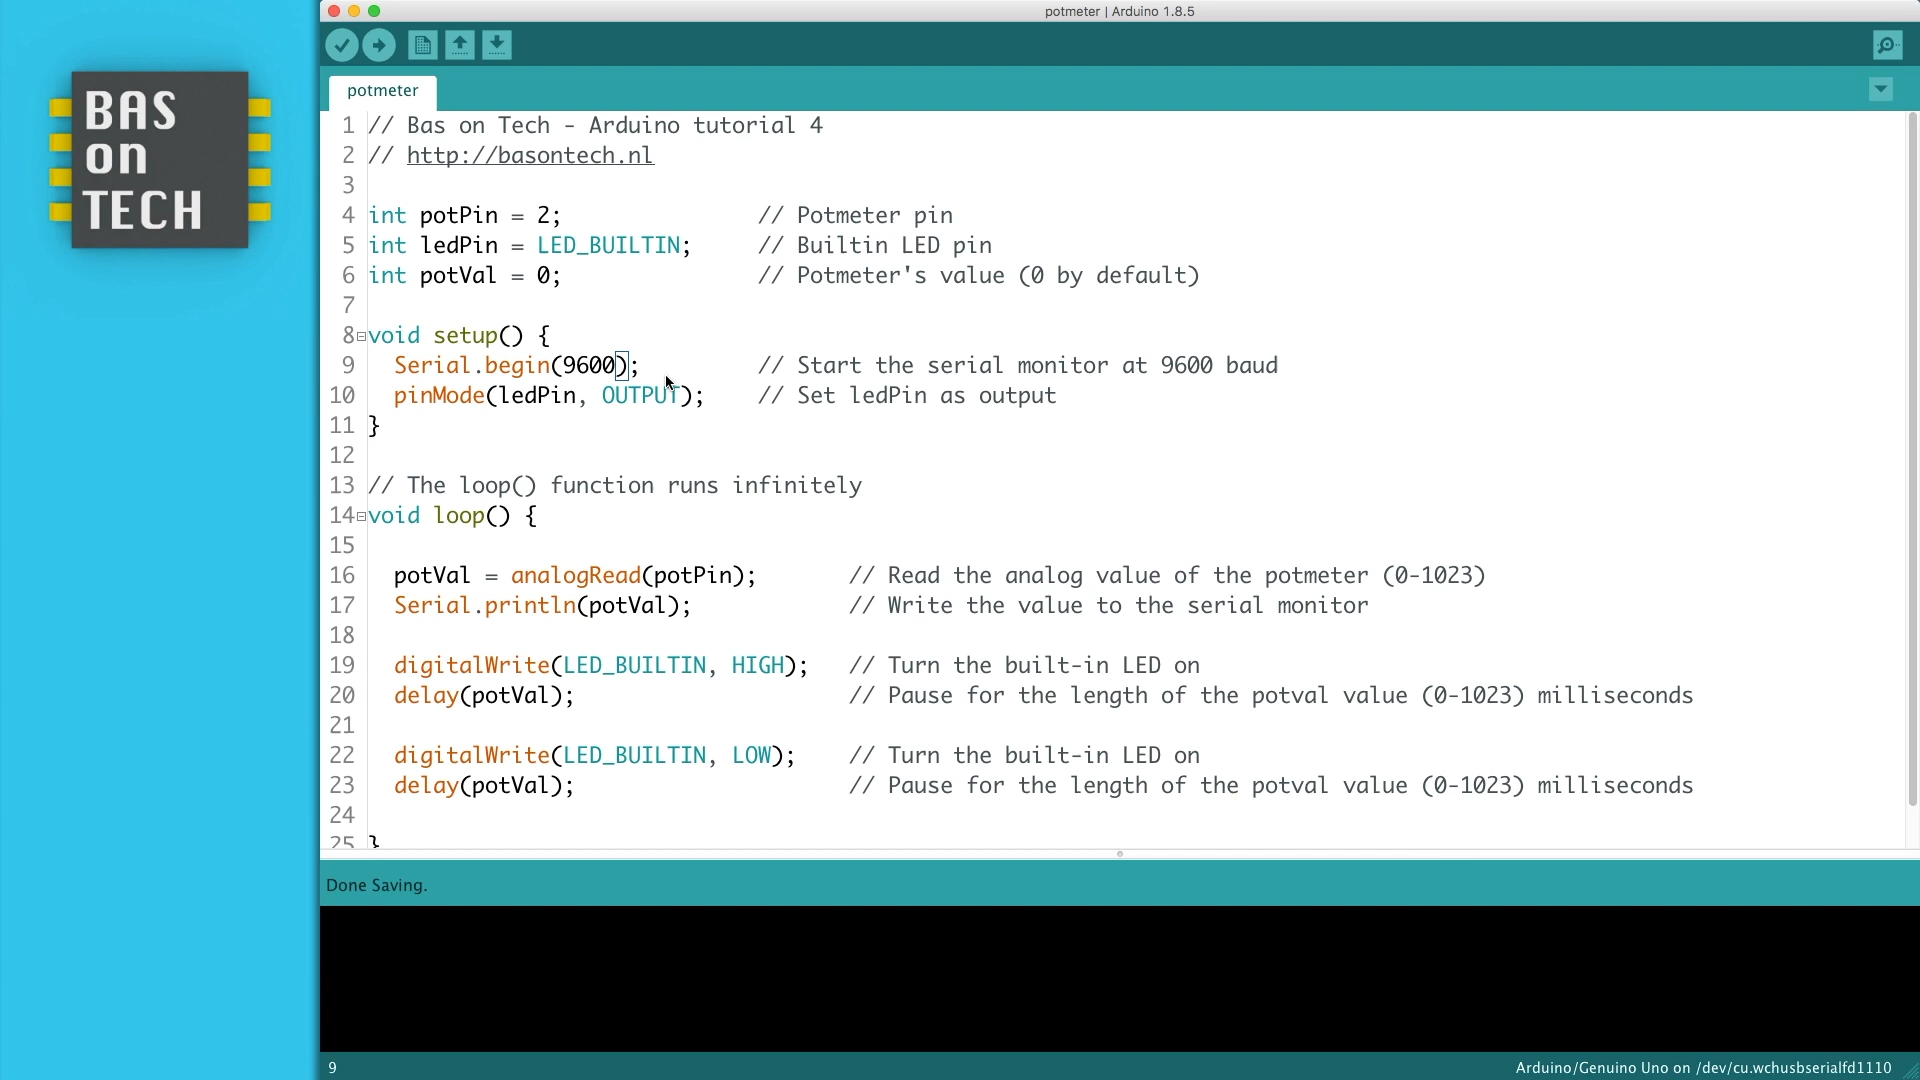 potmeter | Arduino 1.8.5
BAS
on
TECH
potmeter
1 // Bas on Tech - Arduino tutorial 4
2 // http://basontech.nl
3
4 int potPin = 2; // Potmeter pin
5 int ledPin = LED_BUILTIN; // Builtin LED pin
6 int potVal = 0; // Potmeter's value (0 by default)
7
8 void setup() {
9 Serial.begin(9600); // Start the serial monitor at 9600 baud
10 pinMode(ledPin, OUTPUT); // Set ledPin as output
11 }
12
13 // The loop() function runs infinitely
14 void loop() {
15
16 potVal = analogRead(potPin); // Read the analog value of the potmeter (0-1023)
17 Serial.println(potVal); // Write the value to the serial monitor
18
19 digitalWrite(LED_BUILTIN, HIGH); // Turn the built-in LED on
20 delay(potVal); // Pause for the length of the potval value (0-1023) milliseconds
21
22 digitalWrite(LED_BUILTIN, LOW); // Turn the built-in LED on
23 delay(potVal); // Pause for the length of the potval value (0-1023) milliseconds
24
25 }
Done Saving.
9
Arduino/Genuino Uno on /dev/cu.wchusbserialfd1110